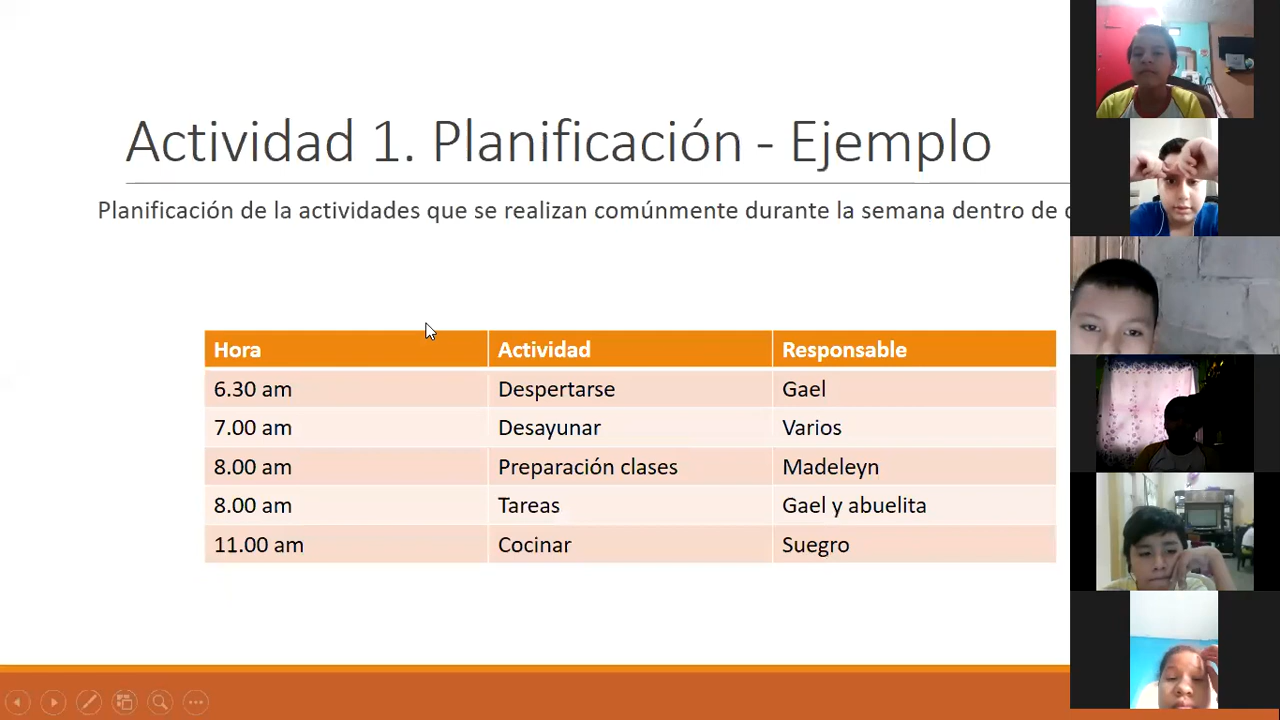 Actividad 1. Planificación - Ejemplo
Planificación de la actividades que se realizan comúnmente durante la semana dentro de
Hora Actividad Responsable
6.30 am Despertarse Gael
7.00 am Desayunar Varios
8.00 am Preparación clases Madeleyn
8.00 am Tareas Gael y abuelita
11.00 am Cocinar Suegro